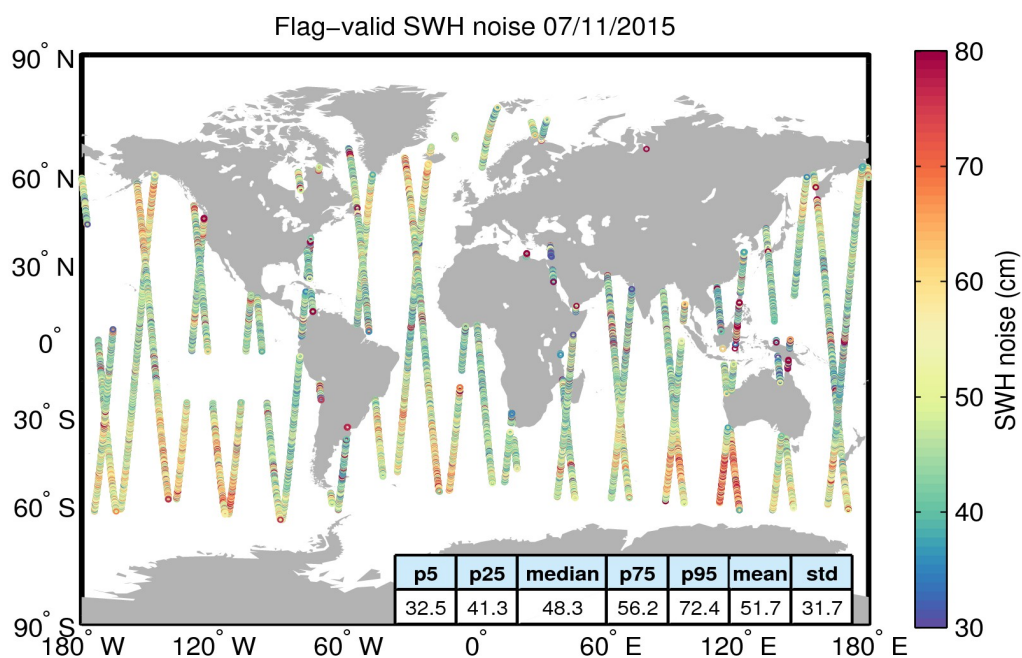 Flag−valid SWH noise 07/11/2015
90° N
60° N
30° N
0°
30° S
60° S
90° S
180° W
120° W
60° W
0°
60° E
120° E
180° E
p5 p25 median p75 p95 mean std
32.5 41.3 48.3 56.2 72.4 51.7 31.7
80
70
60
50
40
30
SWH noise (cm)